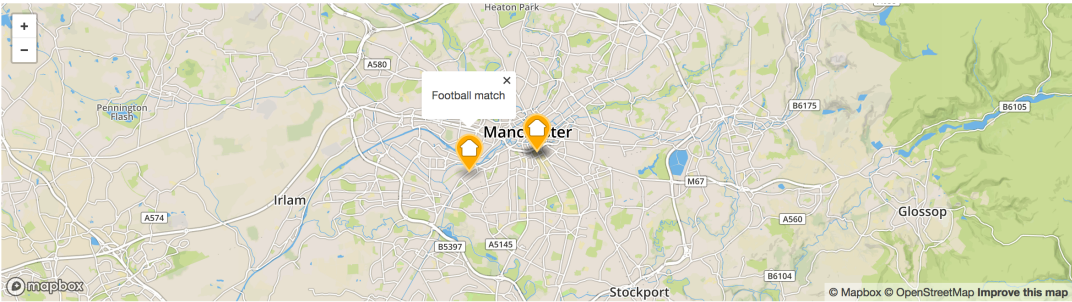 Heaton Park
+
−
A580
×
Football match
Pennington
Flash
B6175
B6105
Manchester
M67
Irlam
A574
Glossop
A560
B5397
A5145
B6104
Stockport
mapbox
© Mapbox © OpenStreetMap Improve this map